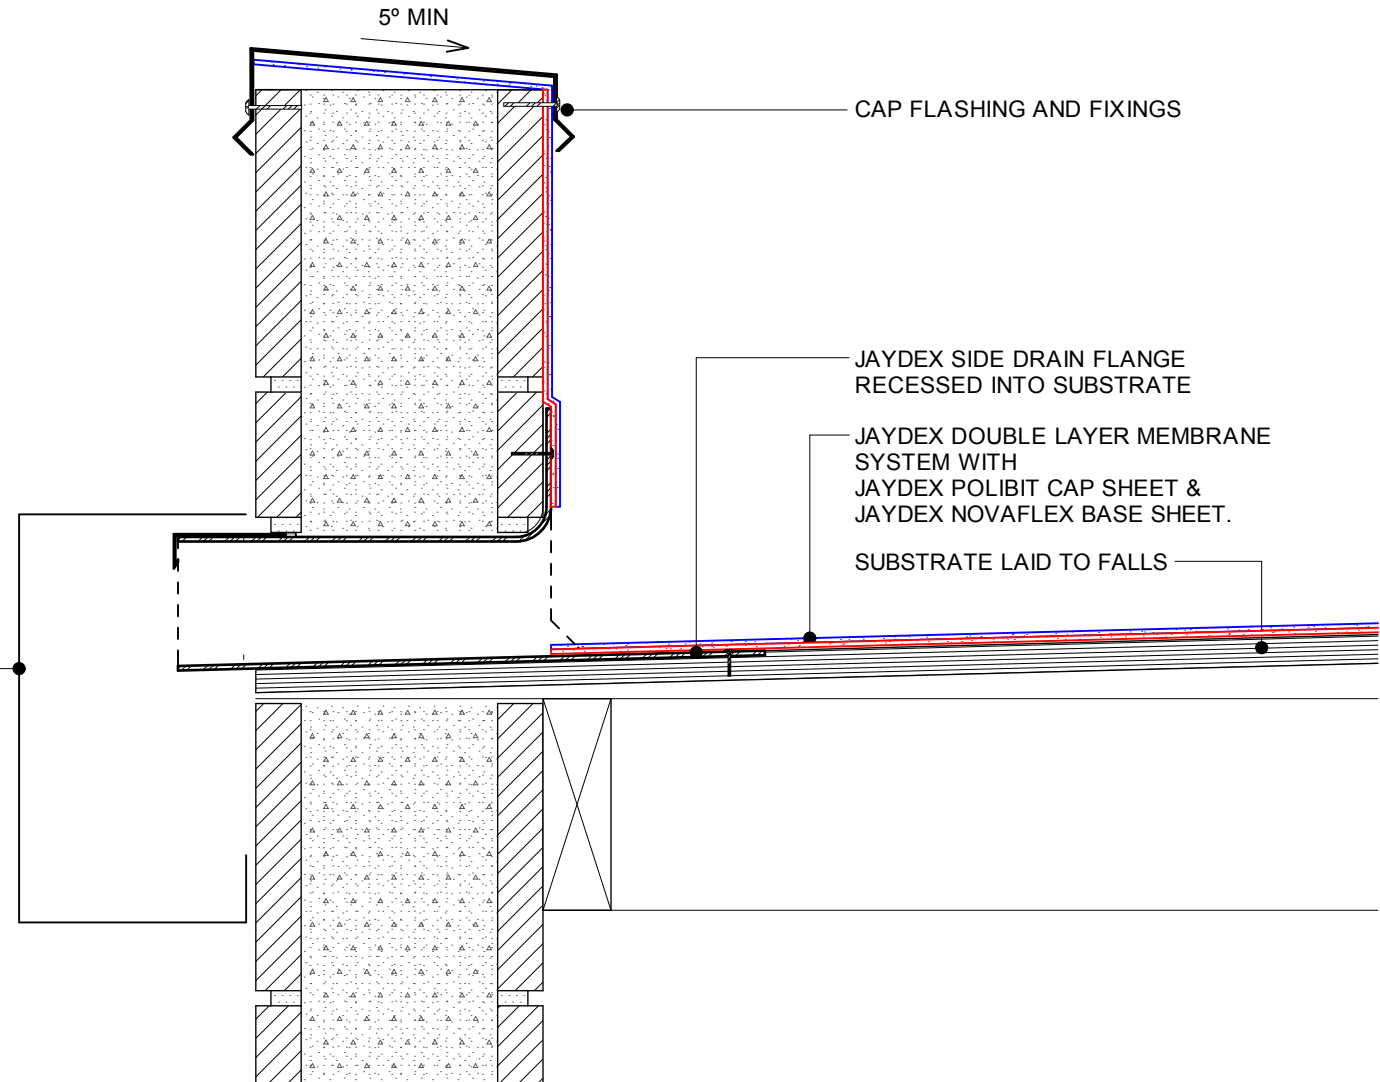 5º MIN
CAP FLASHING AND FIXINGS
JAYDEX SIDE DRAIN FLANGE
RECESSED INTO SUBSTRATE
JAYDEX DOUBLE LAYER MEMBRANE
SYSTEM WITH
JAYDEX POLIBIT CAP SHEET &
JAYDEX NOVAFLEX BASE SHEET.
SUBSTRATE LAID TO FALLS